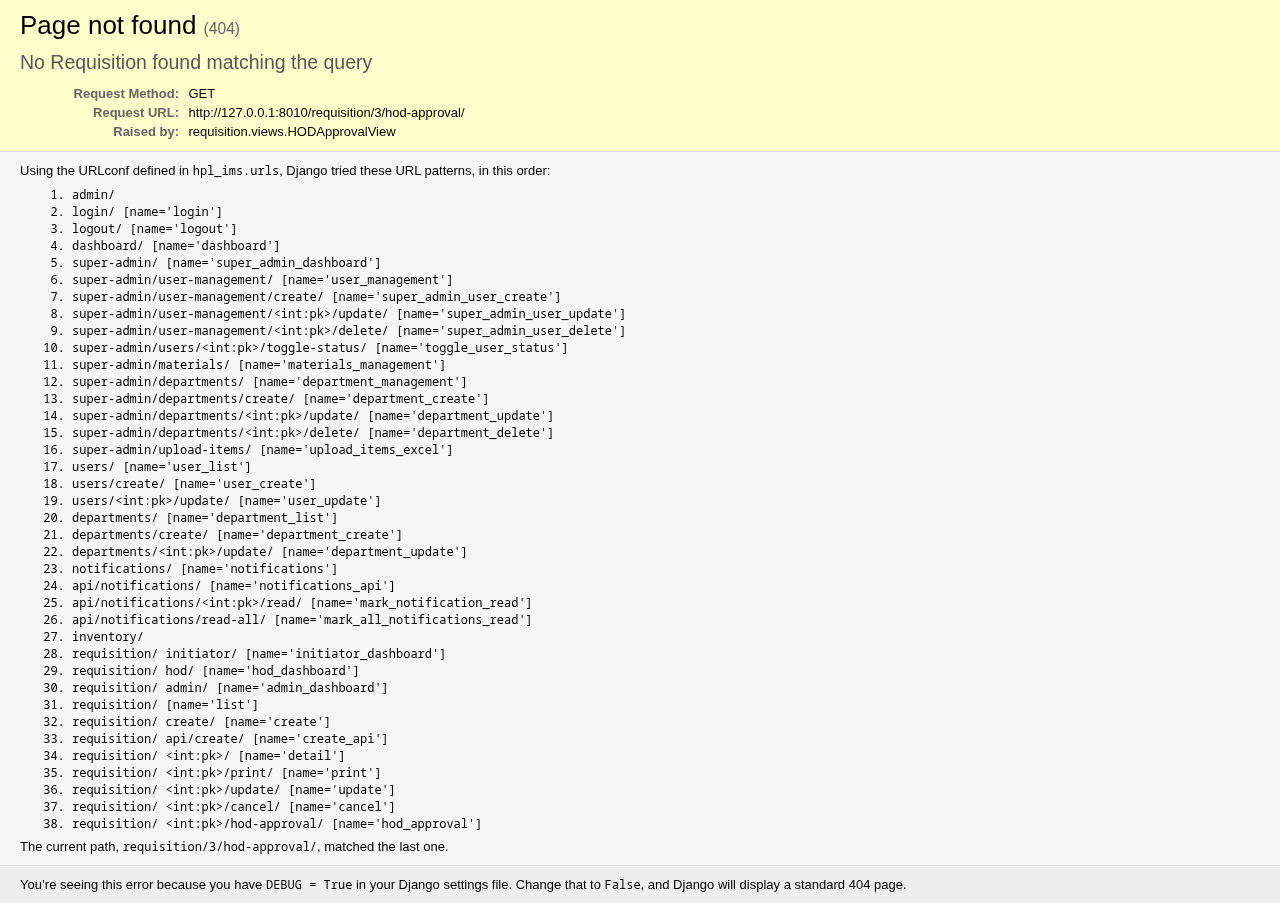 Page not found (404)
No Requisition found matching the query
Request Method: GET
Request URL: http://127.0.0.1:8010/requisition/3/hod-approval/
Raised by: requisition.views.HODApprovalView
Using the URLconf defined in hpl_ims.urls, Django tried these URL patterns, in this order:
1. admin/
2. login/ [name='login']
3. logout/ [name='logout']
4. dashboard/ [name='dashboard']
5. super-admin/ [name='super_admin_dashboard']
6. super-admin/user-management/ [name='user_management']
7. super-admin/user-management/create/ [name='super_admin_user_create']
8. super-admin/user-management/<int:pk>/update/ [name='super_admin_user_update']
9. super-admin/user-management/<int:pk>/delete/ [name='super_admin_user_delete']
10. super-admin/users/<int:pk>/toggle-status/ [name='toggle_user_status']
11. super-admin/materials/ [name='materials_management']
12. super-admin/departments/ [name='department_management']
13. super-admin/departments/create/ [name='department_create']
14. super-admin/departments/<int:pk>/update/ [name='department_update']
15. super-admin/departments/<int:pk>/delete/ [name='department_delete']
16. super-admin/upload-items/ [name='upload_items_excel']
17. users/ [name='user_list']
18. users/create/ [name='user_create']
19. users/<int:pk>/update/ [name='user_update']
20. departments/ [name='department_list']
21. departments/create/ [name='department_create']
22. departments/<int:pk>/update/ [name='department_update']
23. notifications/ [name='notifications']
24. api/notifications/ [name='notifications_api']
25. api/notifications/<int:pk>/read/ [name='mark_notification_read']
26. api/notifications/read-all/ [name='mark_all_notifications_read']
27. inventory/
28. requisition/ initiator/ [name='initiator_dashboard']
29. requisition/ hod/ [name='hod_dashboard']
30. requisition/ admin/ [name='admin_dashboard']
31. requisition/ [name='list']
32. requisition/ create/ [name='create']
33. requisition/ api/create/ [name='create_api']
34. requisition/ <int:pk>/ [name='detail']
35. requisition/ <int:pk>/print/ [name='print']
36. requisition/ <int:pk>/update/ [name='update']
37. requisition/ <int:pk>/cancel/ [name='cancel']
38. requisition/ <int:pk>/hod-approval/ [name='hod_approval']
The current path, requisition/3/hod-approval/, matched the last one.
You’re seeing this error because you have DEBUG = True in your Django settings file. Change that to False, and Django will display a standard 404 page.